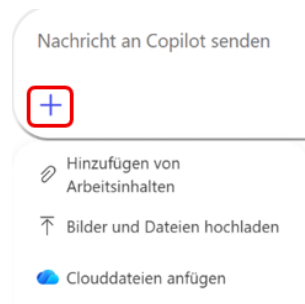 Nachricht an Copilot senden
Hinzufügen von
Arbeitsinhalten
Bilder und Dateien hochladen
Clouddateien anfügen